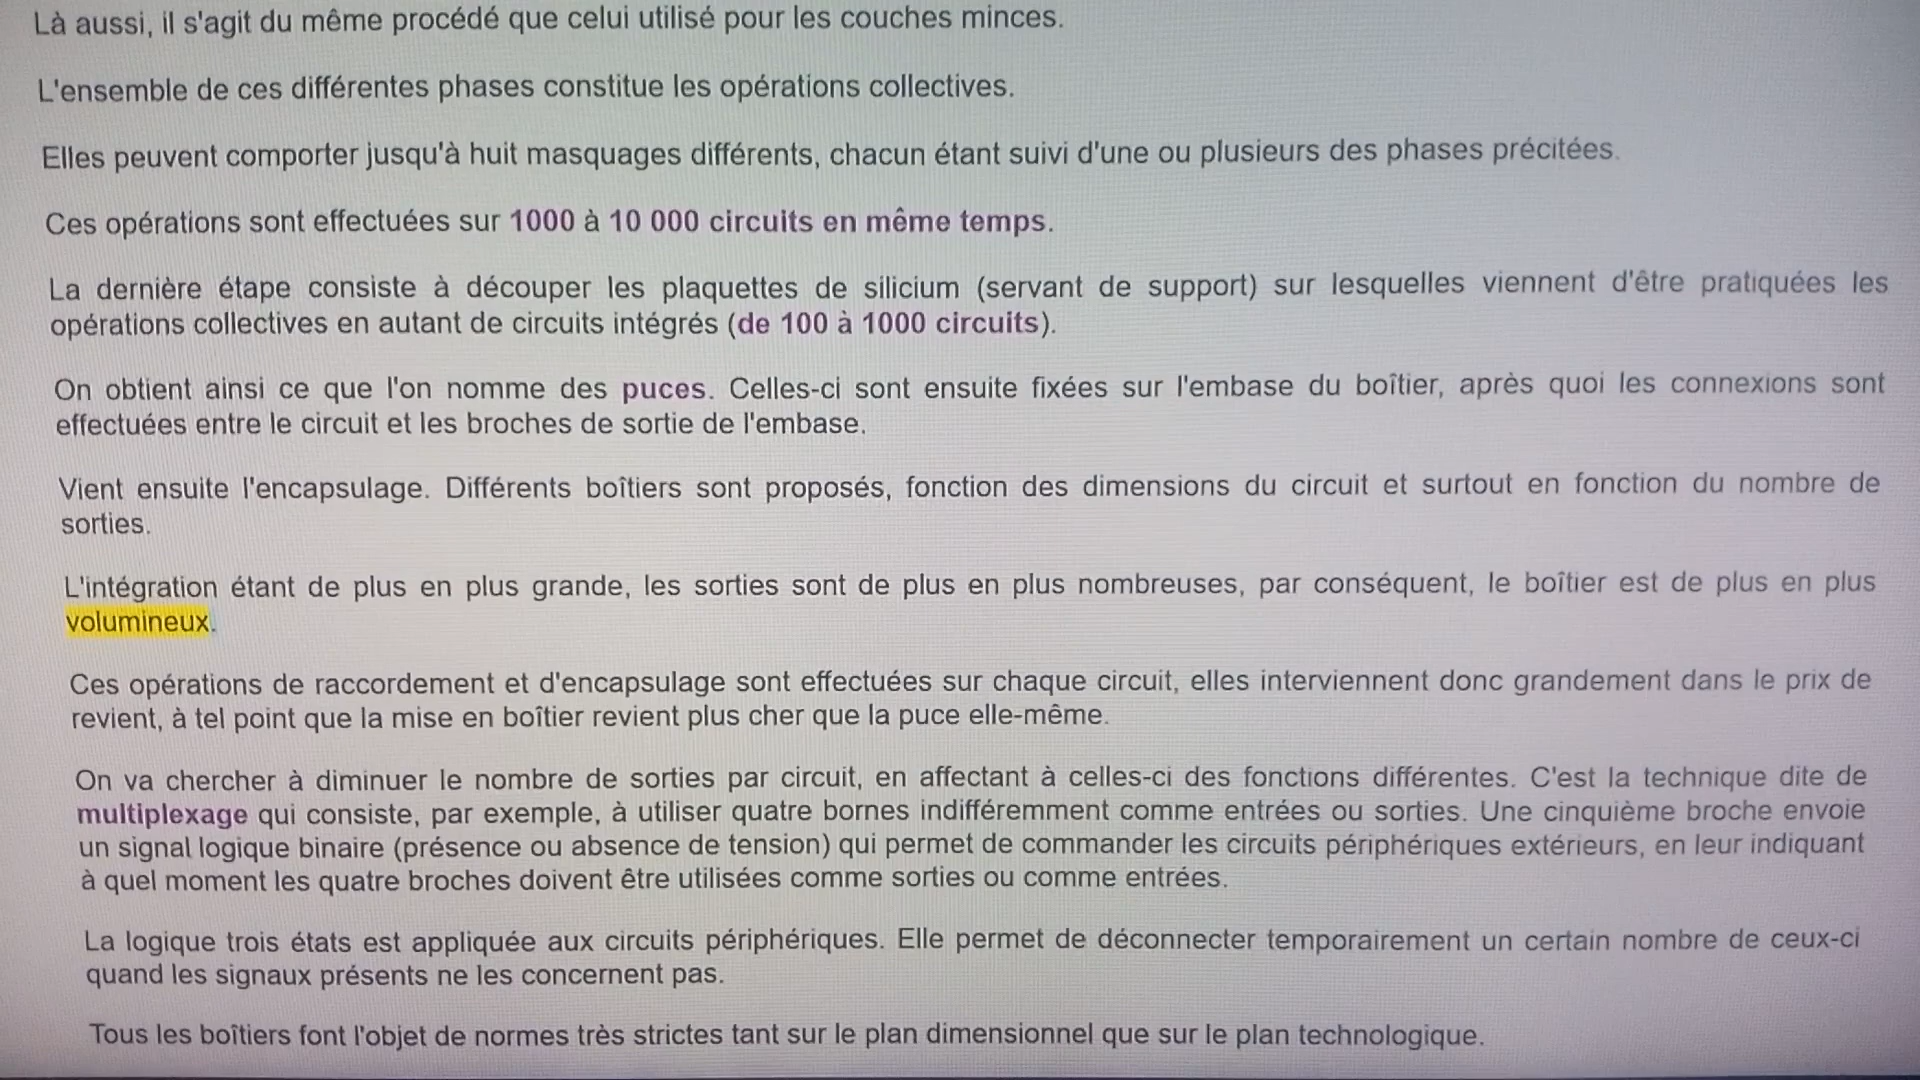 Là aussi, il s'agit du même procédé que celui utilisé pour les couches minces.
L'ensemble de ces différentes phases constitue les opérations collectives.
Elles peuvent comporter jusqu'à huit masquages différents, chacun étant suivi d'une ou plusieurs des phases précitées.
Ces opérations sont effectuées sur 1000 à 10 000 circuits en même temps.
La dernière étape consiste à découper les plaquettes de silicium (servant de support) sur lesquelles viennent d'être pratiquées les
opérations collectives en autant de circuits intégrés (de 100 à 1000 circuits).
On obtient ainsi ce que l'on nomme des puces. Celles-ci sont ensuite fixées sur l'embase du boîtier, après quoi les connexions sont
effectuées entre le circuit et les broches de sortie de l'embase.
Vient ensuite l'encapsulage. Différents boîtiers sont proposés, fonction des dimensions du circuit et surtout en fonction du nombre de
sorties.
L'intégration étant de plus en plus grande, les sorties sont de plus en plus nombreuses, par conséquent, le boîtier est de plus en plus
volumineux.
Ces opérations de raccordement et d'encapsulage sont effectuées sur chaque circuit, elles interviennent donc grandement dans le prix de
revient, à tel point que la mise en boîtier revient plus cher que la puce elle-même.
On va chercher à diminuer le nombre de sorties par circuit, en affectant à celles-ci des fonctions différentes. C'est la technique dite de
multiplexage qui consiste, par exemple, à utiliser quatre bornes indifféremment comme entrées ou sorties. Une cinquième broche envoie
un signal logique binaire (présence ou absence de tension) qui permet de commander les circuits périphériques extérieurs, en leur indiquant
à quel moment les quatre broches doivent être utilisées comme sorties ou comme entrées.
La logique trois états est appliquée aux circuits périphériques. Elle permet de déconnecter temporairement un certain nombre de ceux-ci
quand les signaux présents ne les concernent pas.
Tous les boîtiers font l'objet de normes très strictes tant sur le plan dimensionnel que sur le plan technologique.